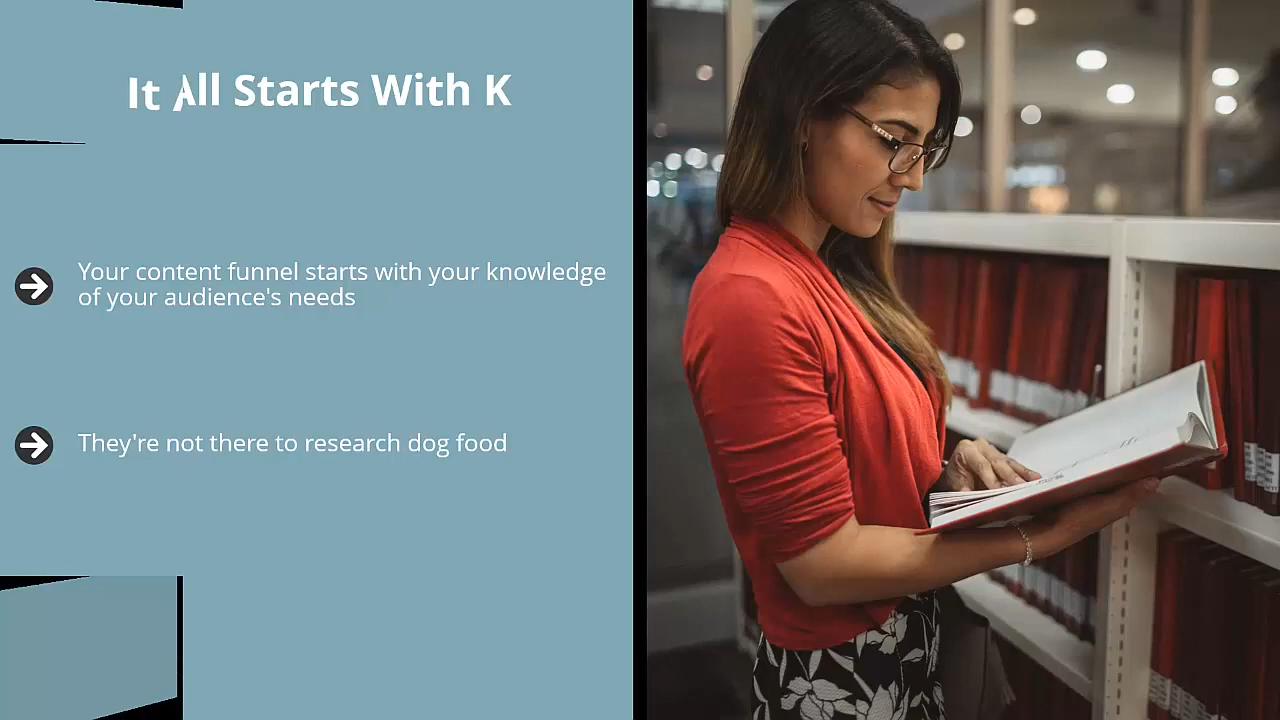 It All Starts With K
Your content funnel starts with your knowledge
of your audience's needs
They're not there to research dog food